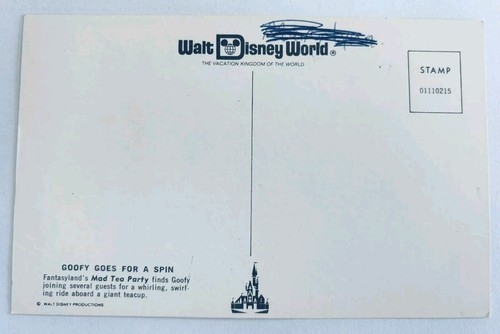 Walt Disney World®
THE VACATION KINGDOM OF THE WORLD
STAMP
01110215
GOOFY GOES FOR A SPIN
Fantasyland's Mad Tea Party finds Goofy
joining several guests for a whirling, swirl-
ing ride aboard a giant teacup.
© WALT DISNEY PRODUCTIONS